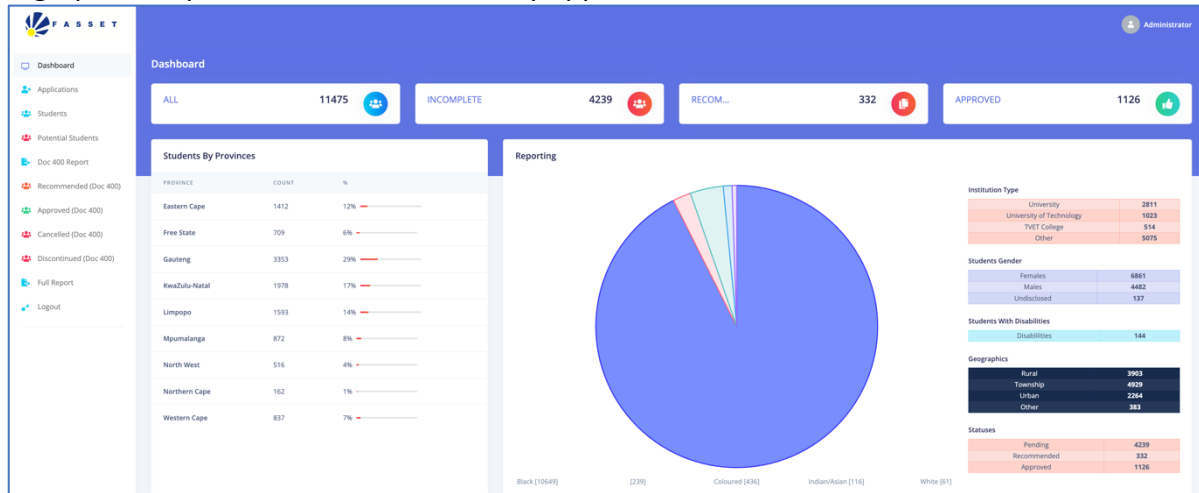 FASSET
Administrator
Dashboard
Applications
Students
Potential Students
Doc 400 Report
Recommended (Doc 400)
Approved (Doc 400)
Cancelled (Doc 400)
Discontinued (Doc 400)
Full Report
Logout
Dashboard
ALL 11475
INCOMPLETE 4239
RECOM... 332
APPROVED 1126
Students By Provinces
PROVINCE COUNT %
Eastern Cape 1412 12%
Free State 709 6%
Gauteng 3353 29%
KwaZulu-Natal 1978 17%
Limpopo 1593 14%
Mpumalanga 872 8%
North West 516 4%
Northern Cape 162 1%
Western Cape 837 7%
Reporting
Black [10649] [239] Coloured [436] Indian/Asian [116] White [61]
Institution Type
University 2811
University of Technology 1023
TVET College 514
Other 5075
Students Gender
Females 6861
Males 4482
Undisclosed 137
Students With Disabilities
Disabilities 144
Geographics
Rural 3903
Township 4929
Urban 2264
Other 383
Statuses
Pending 4239
Recommended 332
Approved 1126